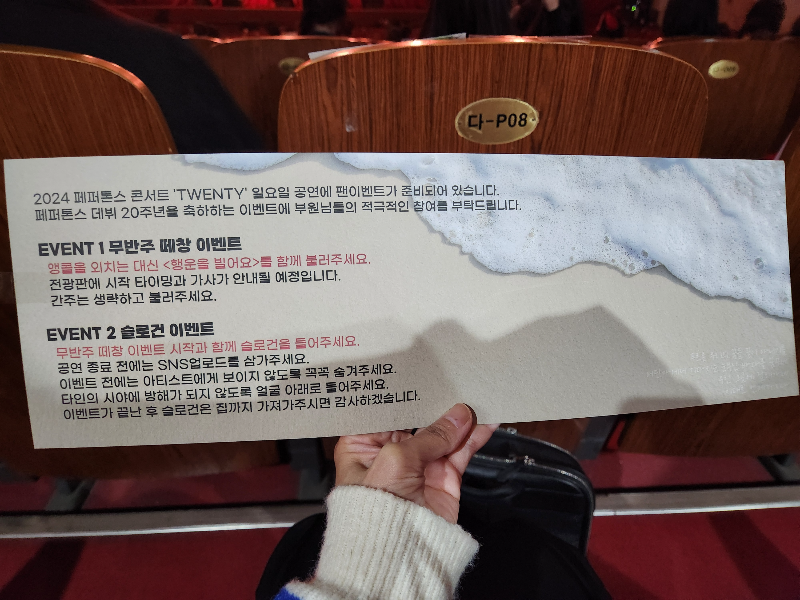 다-P08
2024 페퍼톤스 콘서트 'TWENTY' 일요일 공연에 팬이벤트가 준비되어 있습니다.
페퍼톤스 데뷔 20주년을 축하하는 이벤트에 부원님들의 적극적인 참여를 부탁드립니다.
EVENT 1 무반주 떼창 이벤트
앵콜을 외치는 대신 <행운을 빌어요>를 함께 불러주세요.
전광판에 시작 타이밍과 가사가 안내될 예정입니다.
간주는 생략하고 불러주세요.
EVENT 2 슬로건 이벤트
무반주 떼창 이벤트 시작과 함께 슬로건을 들어주세요.
공연 종료 전에는 SNS업로드를 삼가주세요.
이벤트 전에는 아티스트에게 보이지 않도록 꼭꼭 숨겨주세요.
타인의 시야에 방해가 되지 않도록 얼굴 아래로 들어주세요.
이벤트가 끝난 후 슬로건은 집까지 가져가주시면 감사하겠습니다.